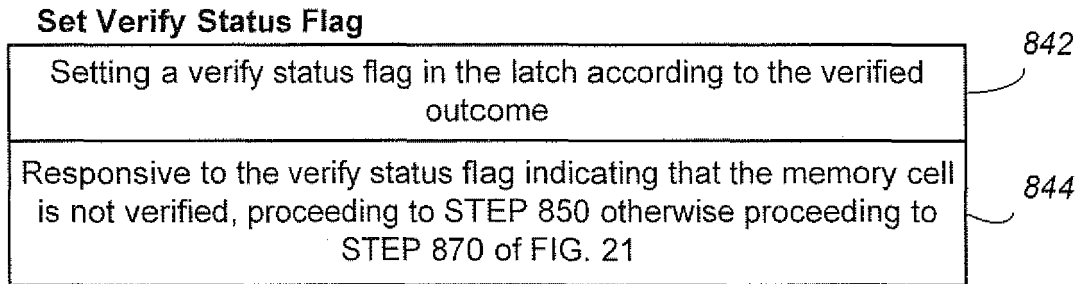 Set Verify Status Flag
842
Setting a verify status flag in the latch according to the verified
outcome
Responsive to the verify status flag indicating that the memory cell
844
is not verified, proceeding to STEP 850 otherwise proceeding to
STEP 870 of FIG. 21